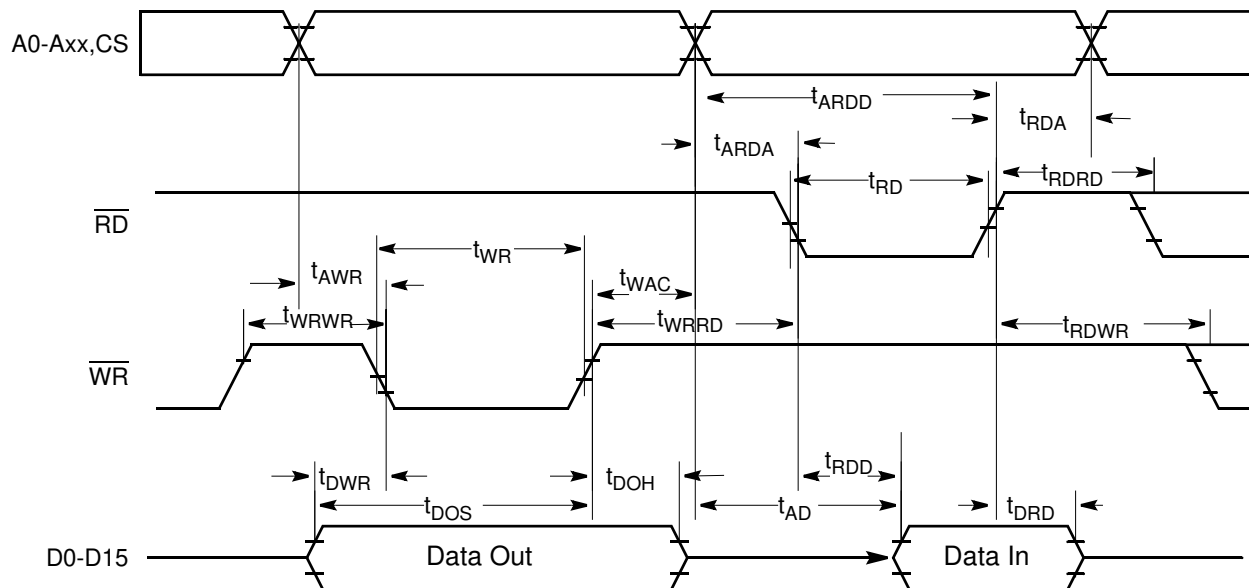 A0-Axx,CS
tARDD
tRDA
tARDA
tRD
tRDRD
RD
tWR
tAWR
tWAC
tWRWR
tWRRD
tRDWR
WR
tRDD
tDWR
tDOH
tDOS
tAD
tDRD
D0-D15
Data Out
Data In